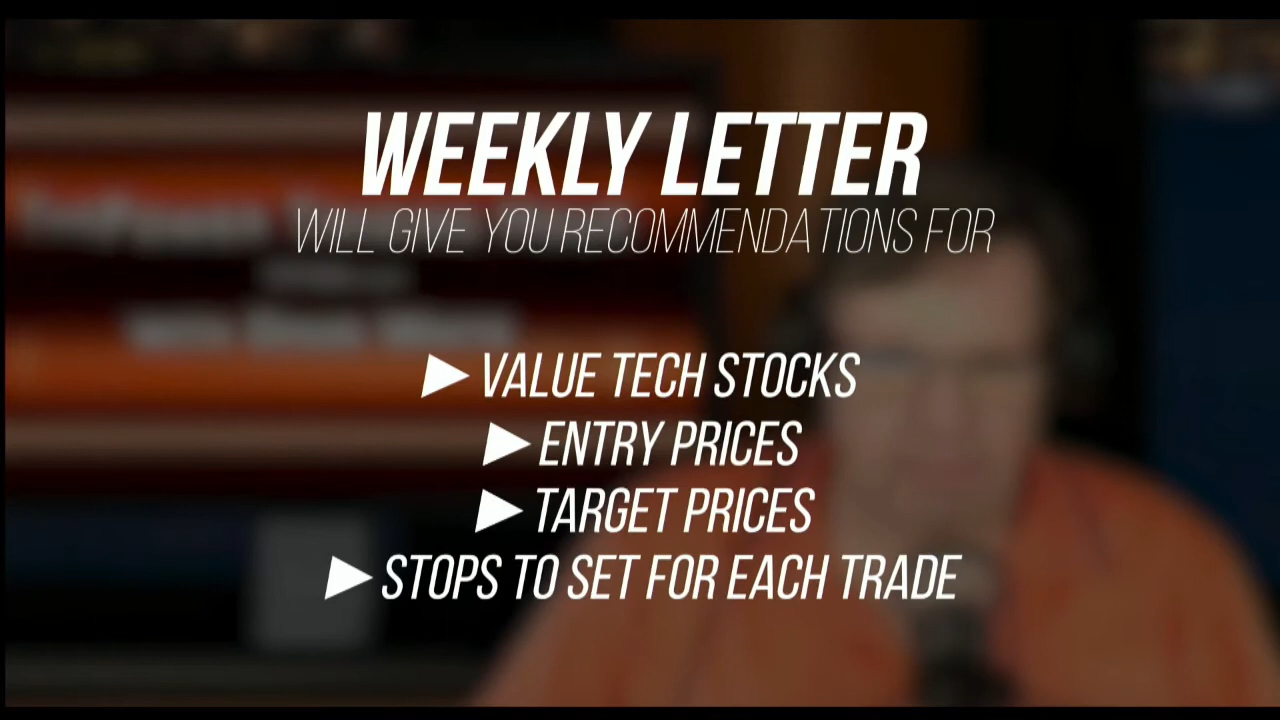 WEEKLY LETTER
WILL GIVE YOU RECOMMENDATIONS FOR
▶ VALUE TECH STOCKS
▶ ENTRY PRICES
▶ TARGET PRICES
▶ STOPS TO SET FOR EACH TRADE